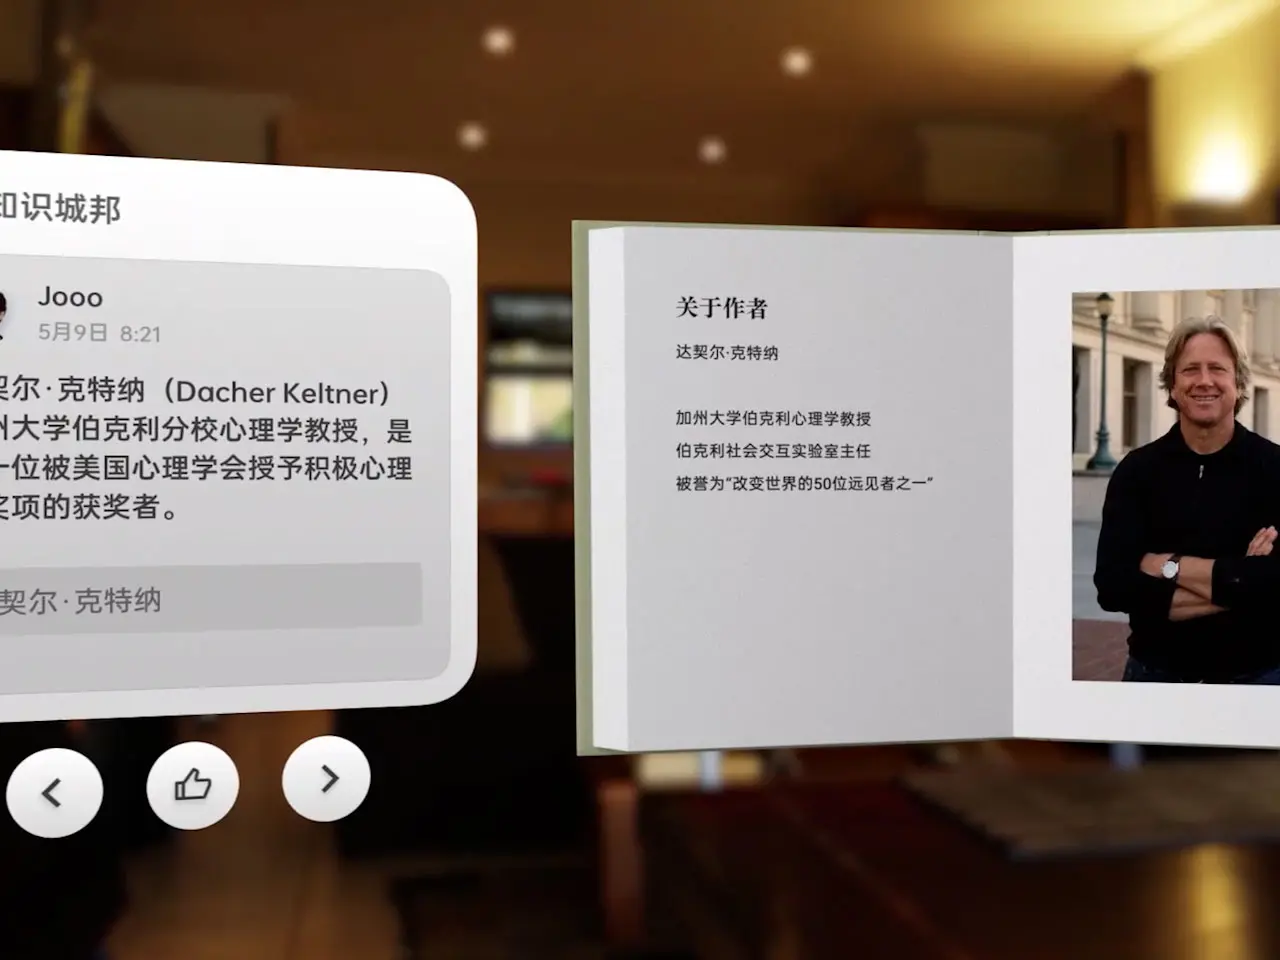 知识城邦
Jooo
5月9日 8:21
契尔·克特纳（Dacher Keltner）
州大学伯克利分校心理学教授，是
一位被美国心理学会授予积极心理
奖项的获奖者。
契尔·克特纳
关于作者
达契尔·克特纳
加州大学伯克利心理学教授
伯克利社会交互实验室主任
被誉为“改变世界的50位远见者之一”